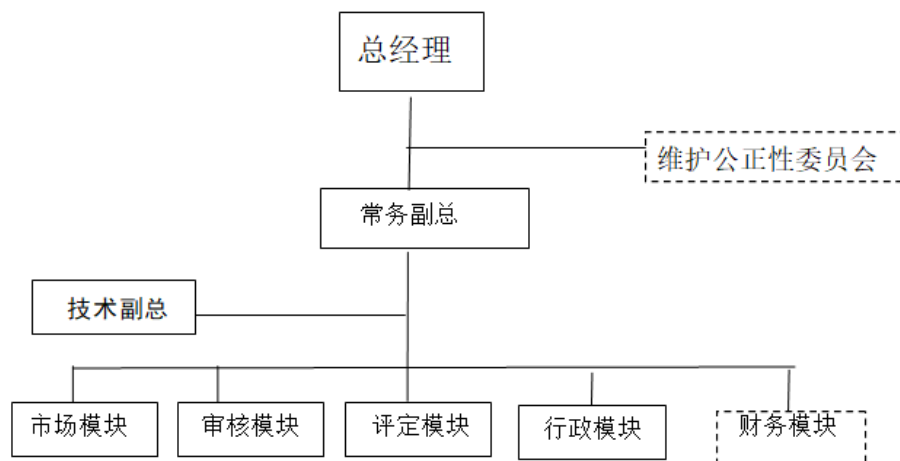 总经理
维护公正性委员会
常务副总
技术副总
市场模块
审核模块
评定模块
行政模块
财务模块